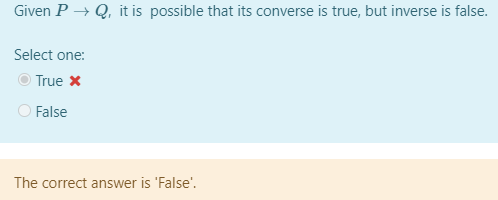 Given P → Q, it is possible that its converse is true, but inverse is false.
Select one:
True ✖
False
The correct answer is 'False'.